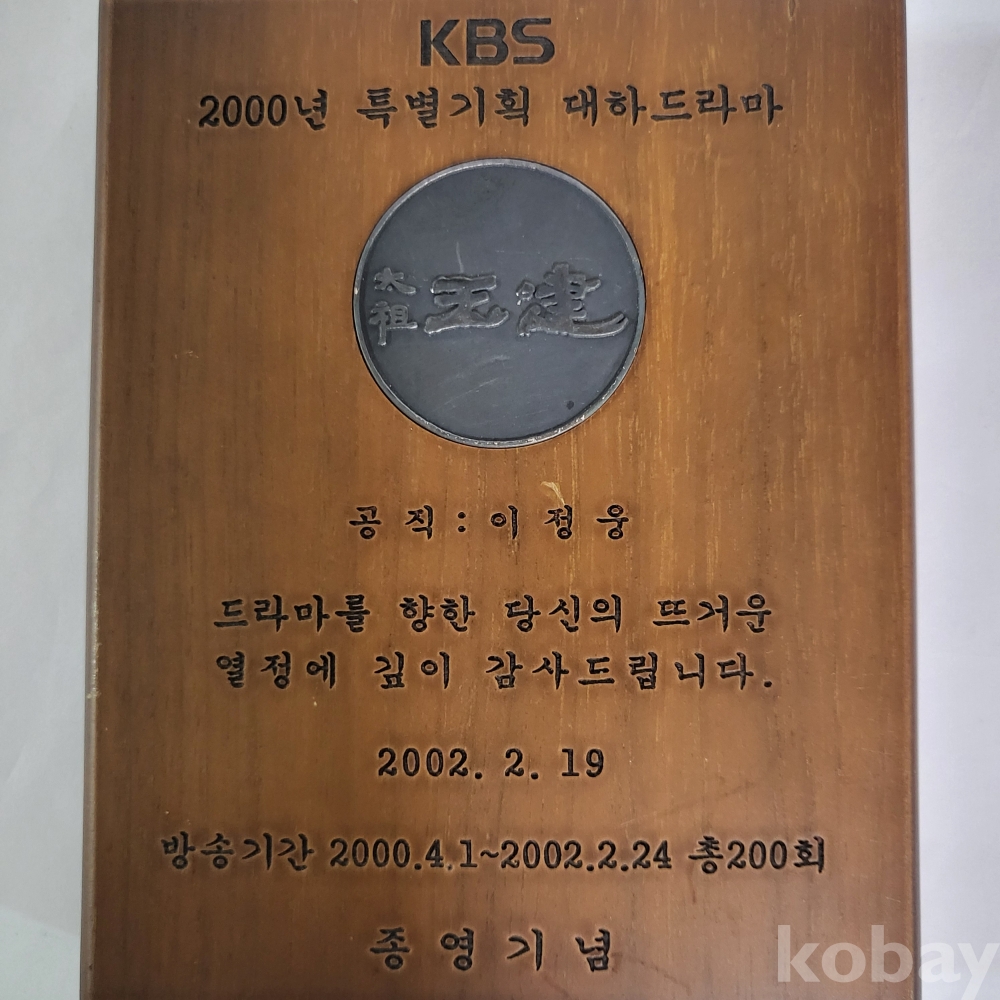 KBS
2000년 특별기획 대하드라마
太祖 王建
공 직 : 이 정 웅
드라마를 향한 당신의 뜨거운
열정에 깊이 감사드립니다.
2002. 2. 19
방송기간 2000.4.1~2002.2.24 총200회
종 영 기 념
kobay